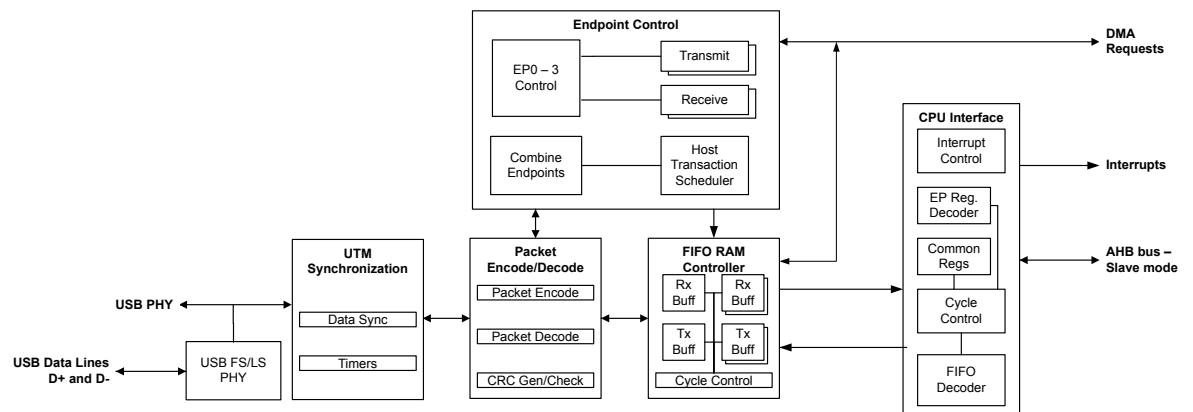 Endpoint Control
EP0 – 3
Control
Transmit
Receive
Combine
Endpoints
Host
Transaction
Scheduler
DMA
Requests
CPU Interface
Interrupt
Control
Interrupts
EP Reg.
Decoder
Common
Regs
AHB bus –
Slave mode
Cycle
Control
FIFO
Decoder
UTM
Synchronization
Data Sync
Timers
Packet
Encode/Decode
Packet Encode
Packet Decode
CRC Gen/Check
FIFO RAM
Controller
Rx
Buff
Rx
Buff
Tx
Buff
Tx
Buff
Cycle Control
USB PHY
USB Data Lines
D+ and D-
USB FS/LS
PHY